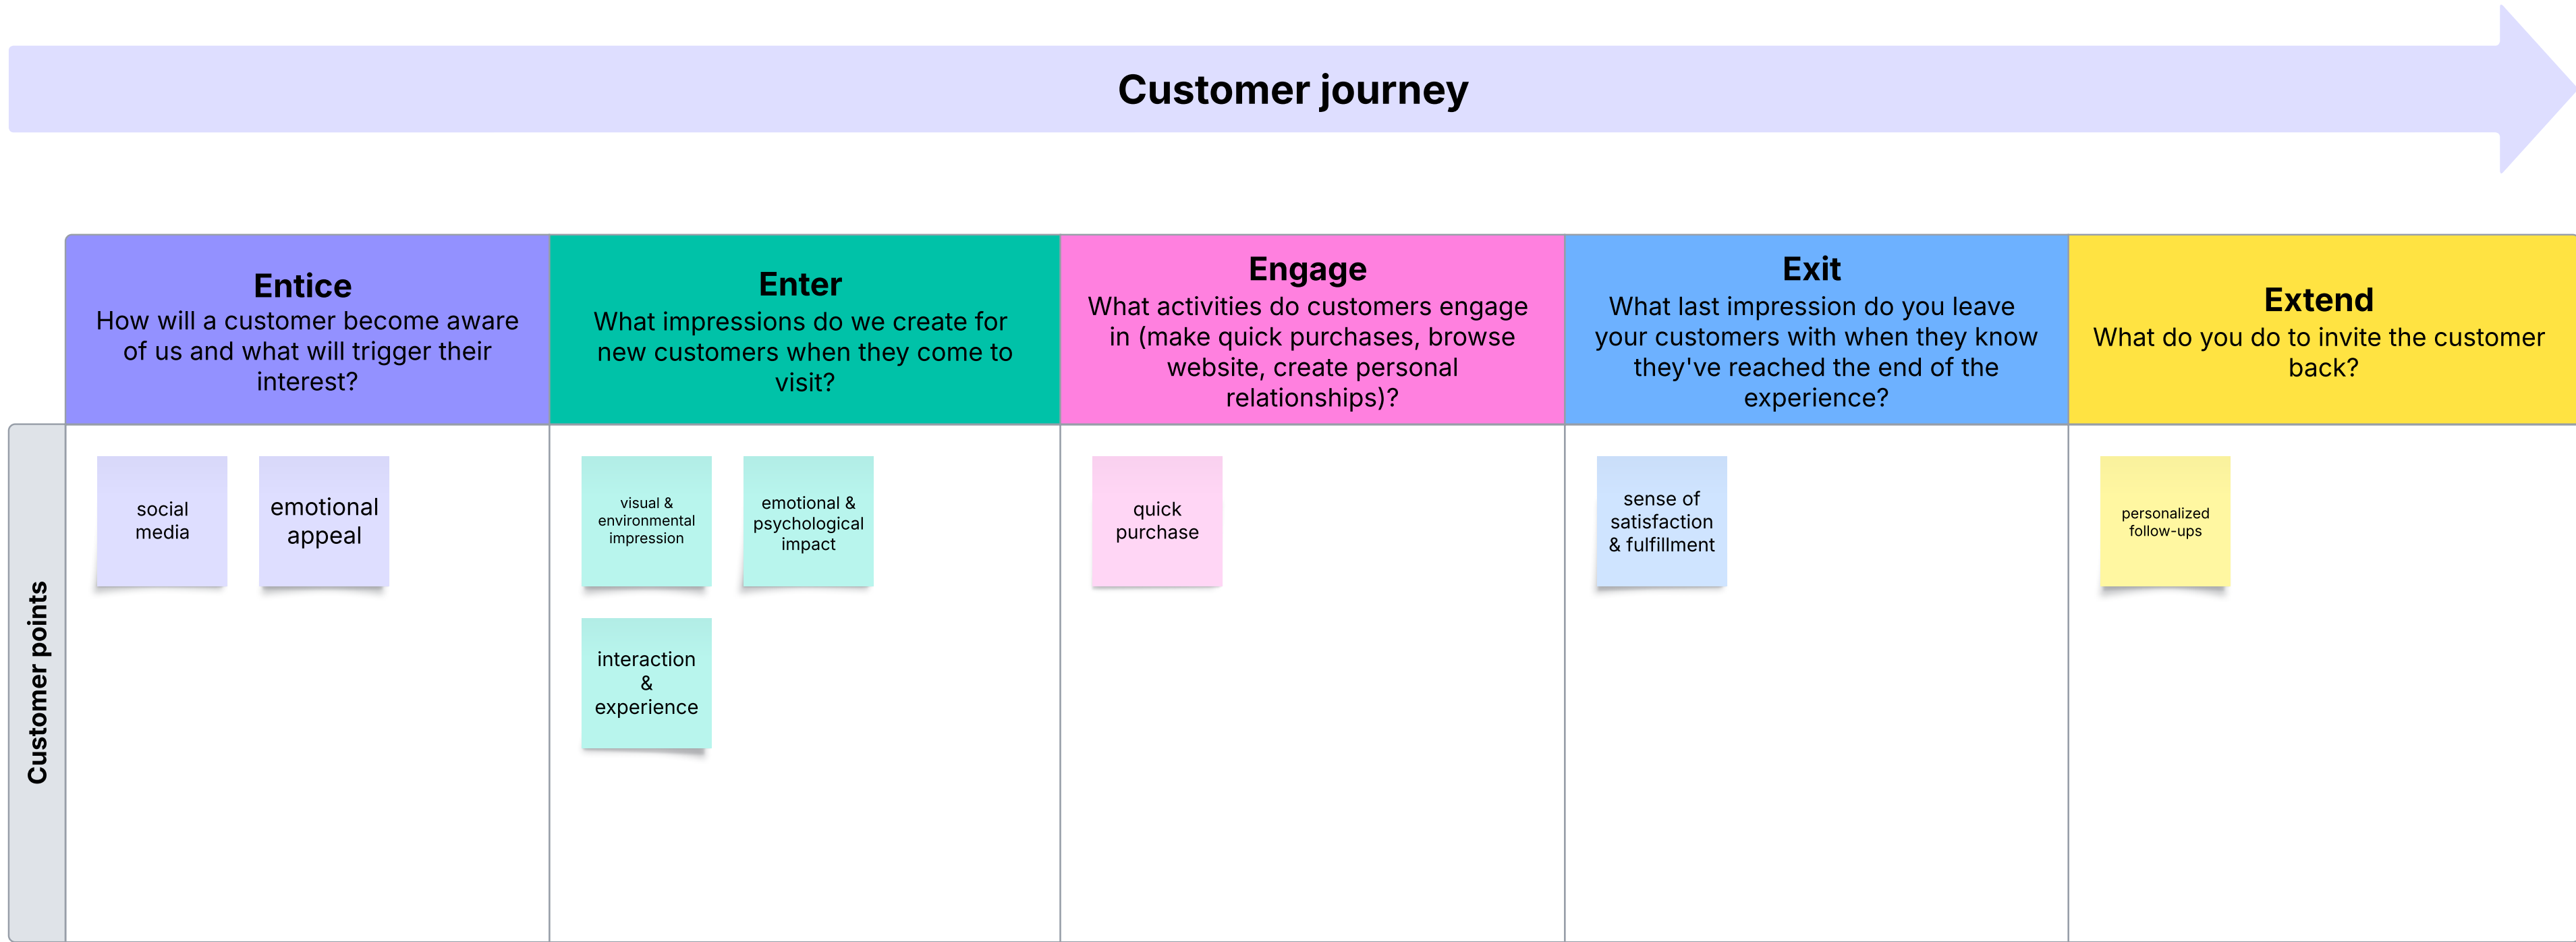 Customer journey
Entice
How will a customer become aware
of us and what will trigger their
interest?
Enter
What impressions do we create for
new customers when they come to
visit?
Engage
What activities do customers engage
in (make quick purchases, browse
website, create personal
relationships)?
Exit
What last impression do you leave
your customers with when they know
they've reached the end of the
experience?
Extend
What do you do to invite the customer
back?
Customer points
social
media
emotional
appeal
visual &
environmental
impression
emotional &
psychological
impact
interaction
&
experience
quick
purchase
sense of
satisfaction
& fulfillment
personalized
follow-ups